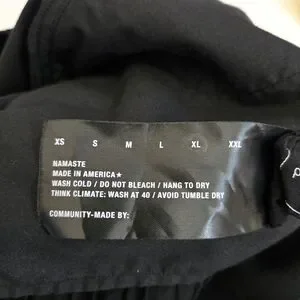 XS S M L XL XXL
NAMASTE
MADE IN AMERICA★
WASH COLD / DO NOT BLEACH / HANG TO DRY
THINK CLIMATE: WASH AT 40 / AVOID TUMBLE DRY
COMMUNITY-MADE BY: